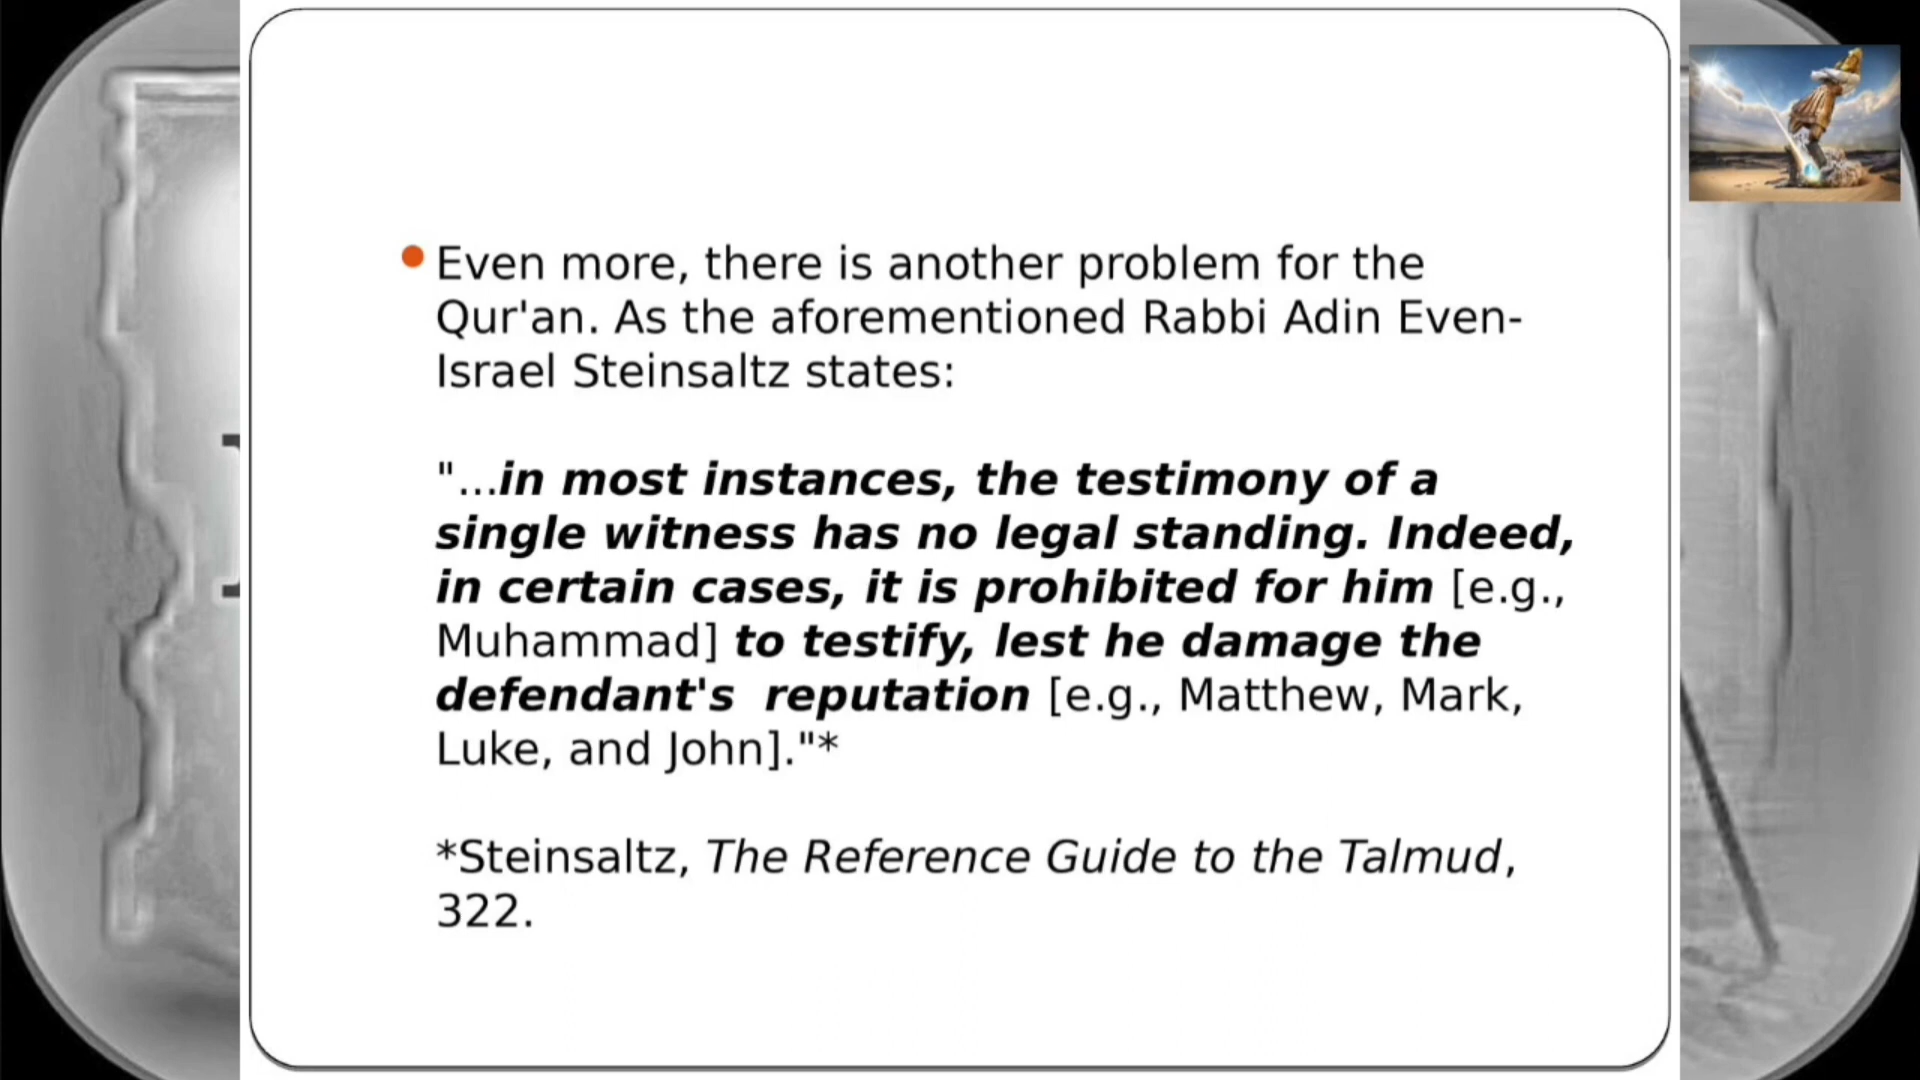 Even more, there is another problem for the
Qur'an. As the aforementioned Rabbi Adin Even-
Israel Steinsaltz states:
"...in most instances, the testimony of a
single witness has no legal standing. Indeed,
in certain cases, it is prohibited for him [e.g.,
Muhammad] to testify, lest he damage the
defendant's  reputation [e.g., Matthew, Mark,
Luke, and John]."*
*Steinsaltz, The Reference Guide to the Talmud,
322.